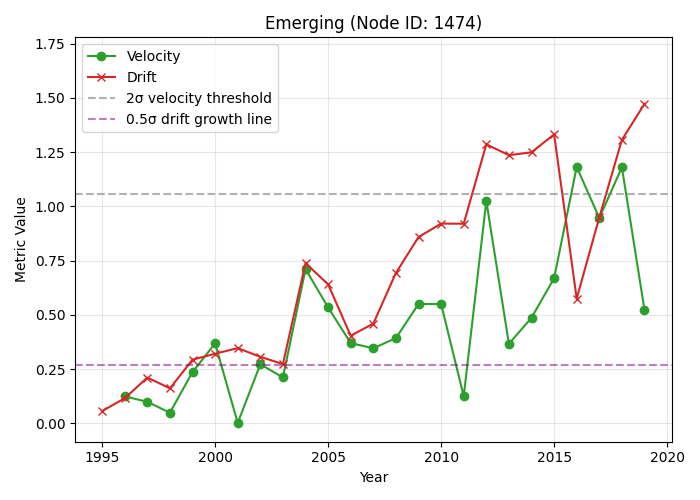 Emerging (Node ID: 1474)
Velocity
Drift
2σ velocity threshold
0.5σ drift growth line
Metric Value
1.75
1.50
1.25
1.00
0.75
0.50
0.25
0.00
1995
2000
2005
2010
2015
2020
Year